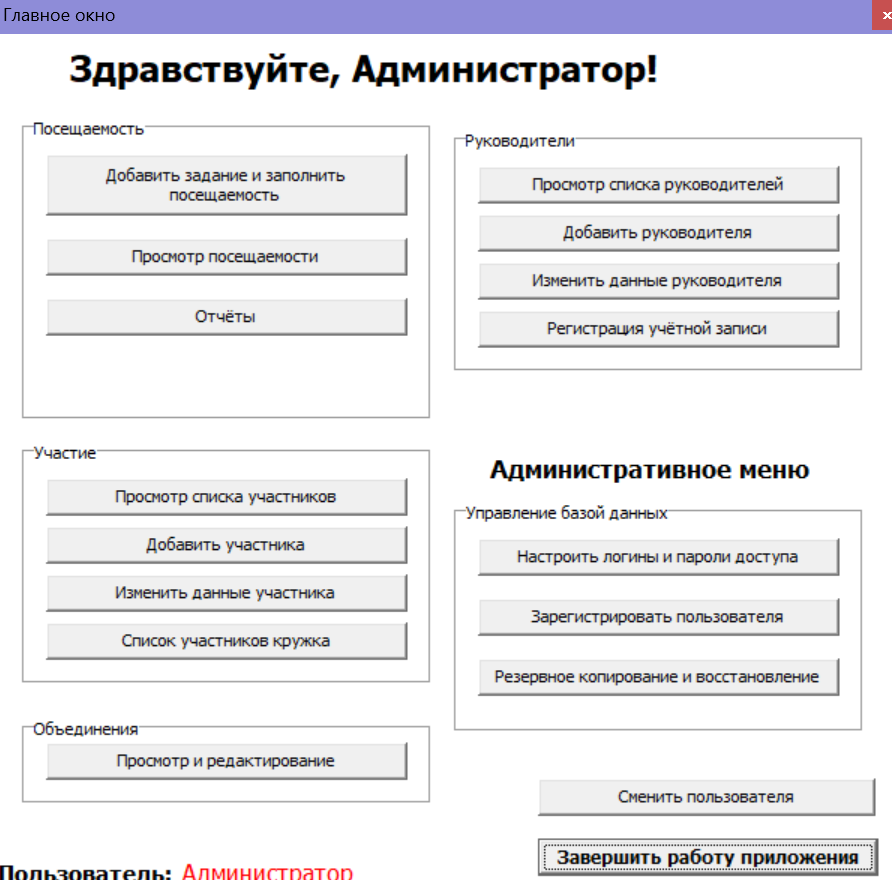 Главное окно
Здравствуйте, Администратор!
Посещаемость
Добавить задание и заполнить
посещаемость
Просмотр посещаемости
Отчёты
Руководители
Просмотр списка руководителей
Добавить руководителя
Изменить данные руководителя
Регистрация учётной записи
Участие
Просмотр списка участников
Добавить участника
Изменить данные участника
Список участников кружка
Административное меню
Управление базой данных
Настроить логины и пароли доступа
Зарегистрировать пользователя
Резервное копирование и восстановление
Объединения
Просмотр и редактирование
Сменить пользователя
Завершить работу приложения
Пользователь: Администратор